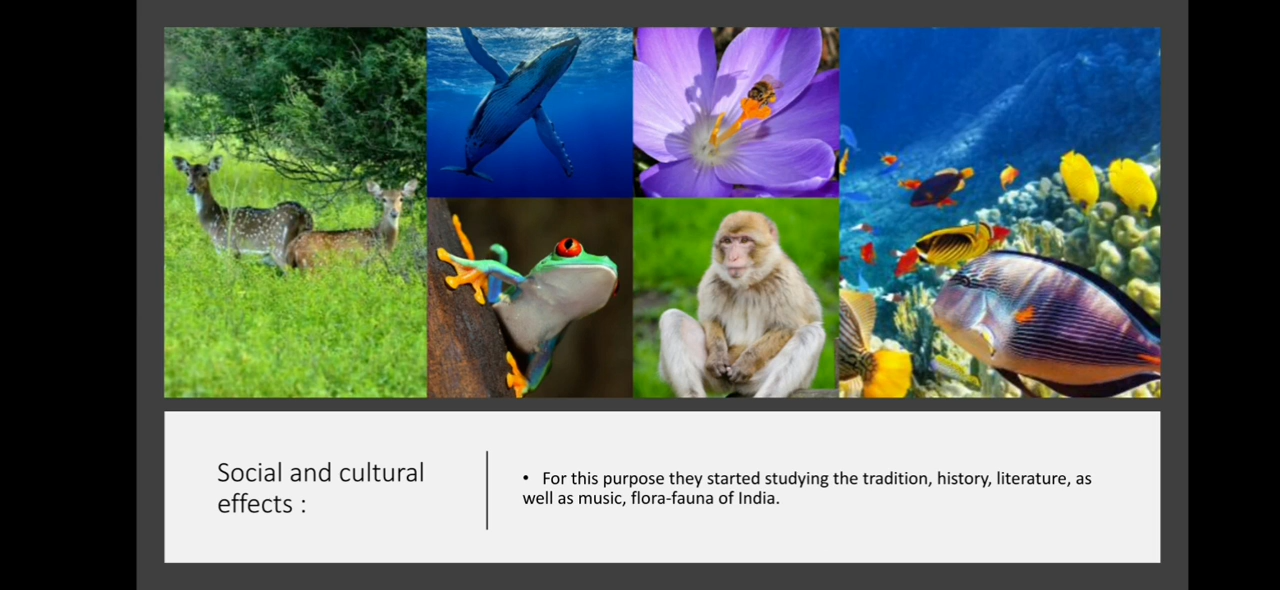 Social and cultural
effects :
• For this purpose they started studying the tradition, history, literature, as
well as music, flora-fauna of India.